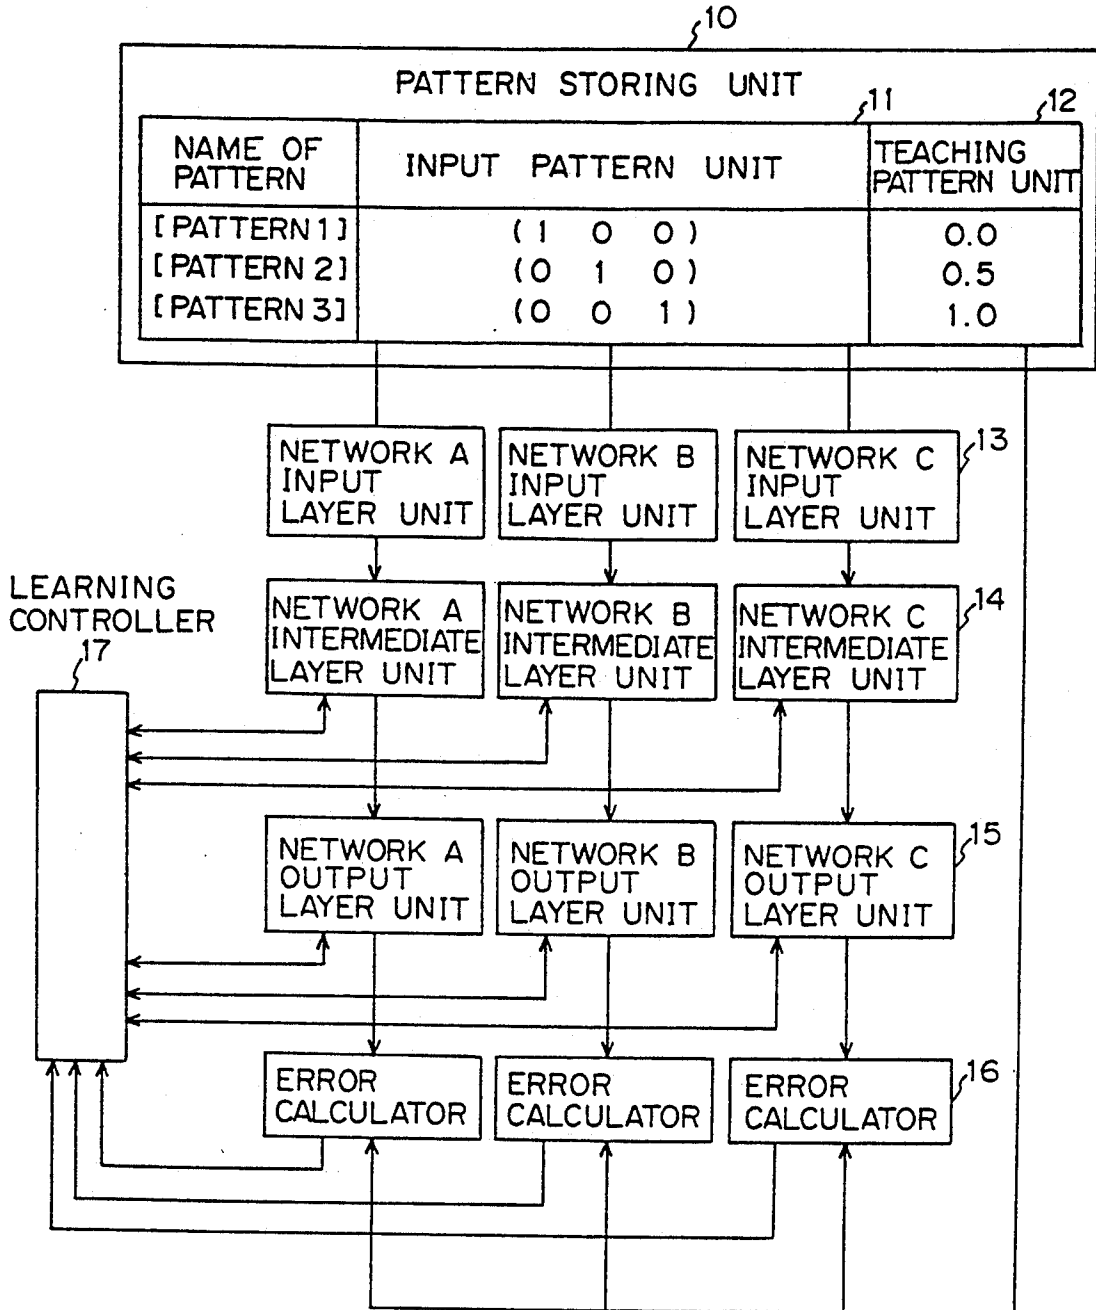 10
PATTERN STORING UNIT
11
12
NAME OF
PATTERN
INPUT PATTERN UNIT
TEACHING
PATTERN UNIT
[PATTERN 1]
(1 0 0)
0.0
[PATTERN 2]
(0 1 0)
0.5
[PATTERN 3]
(0 0 1)
1.0
NETWORK A
INPUT
LAYER UNIT
NETWORK B
INPUT
LAYER UNIT
NETWORK C
INPUT
LAYER UNIT
13
LEARNING
CONTROLLER
17
NETWORK A
INTERMEDIATE
LAYER UNIT
NETWORK B
INTERMEDIATE
LAYER UNIT
NETWORK C
INTERMEDIATE
LAYER UNIT
14
NETWORK A
OUTPUT
LAYER UNIT
NETWORK B
OUTPUT
LAYER UNIT
NETWORK C
OUTPUT
LAYER UNIT
15
ERROR
CALCULATOR
ERROR
CALCULATOR
ERROR
CALCULATOR
16